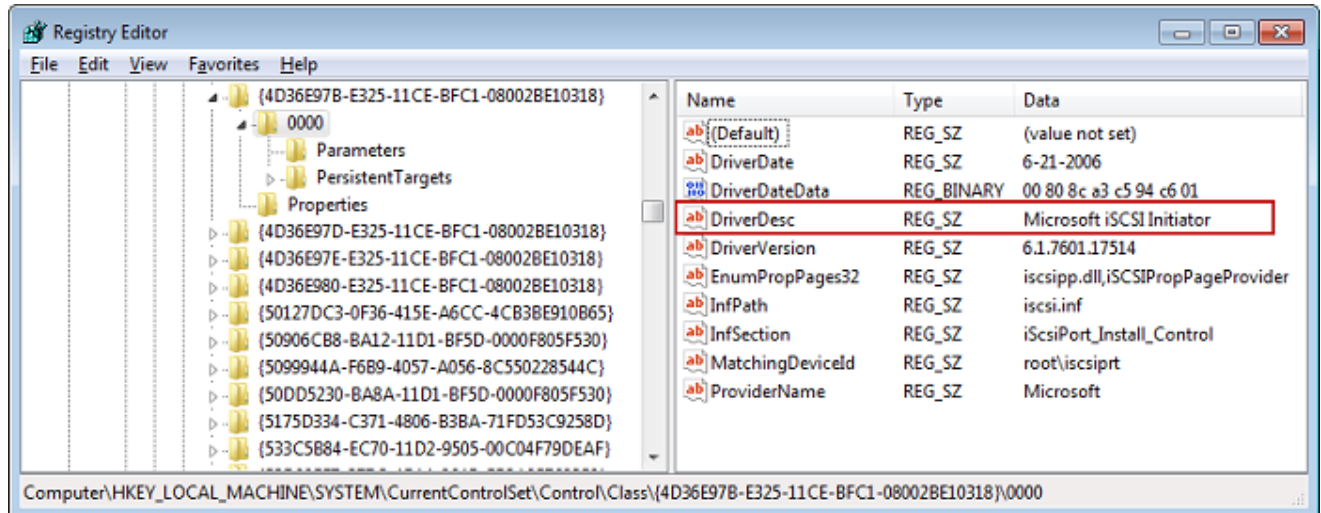 Registry Editor
File Edit View Favorites Help
{4D36E97B-E325-11CE-BFC1-08002BE10318}
0000
Parameters
PersistentTargets
Properties
{4D36E97D-E325-11CE-BFC1-08002BE10318}
{4D36E97E-E325-11CE-BFC1-08002BE10318}
{4D36E980-E325-11CE-BFC1-08002BE10318}
{50127DC3-0F36-415E-A6CC-4CB3BE910B65}
{50906CB8-BA12-11D1-BF5D-0000F805F530}
{5099944A-F6B9-4057-A056-8C550228544C}
{50DD5230-BA8A-11D1-BF5D-0000F805F530}
{5175D334-C371-4806-B3BA-71FD53C9258D}
{533C5B84-EC70-11D2-9505-00C04F79DEAF}
Name Type Data
(Default) REG_SZ (value not set)
DriverDate REG_SZ 6-21-2006
DriverDateData REG_BINARY 00 80 8c a3 c5 94 c6 01
DriverDesc REG_SZ Microsoft iSCSI Initiator
DriverVersion REG_SZ 6.1.7601.17514
EnumPropPages32 REG_SZ iscsipp.dll,iSCSIPropPageProvider
InfPath REG_SZ iscsi.inf
InfSection REG_SZ iScsiPort_Install_Control
MatchingDeviceId REG_SZ root\iscsiprt
ProviderName REG_SZ Microsoft
Computer\HKEY_LOCAL_MACHINE\SYSTEM\CurrentControlSet\Control\Class\{4D36E97B-E325-11CE-BFC1-08002BE10318}\0000